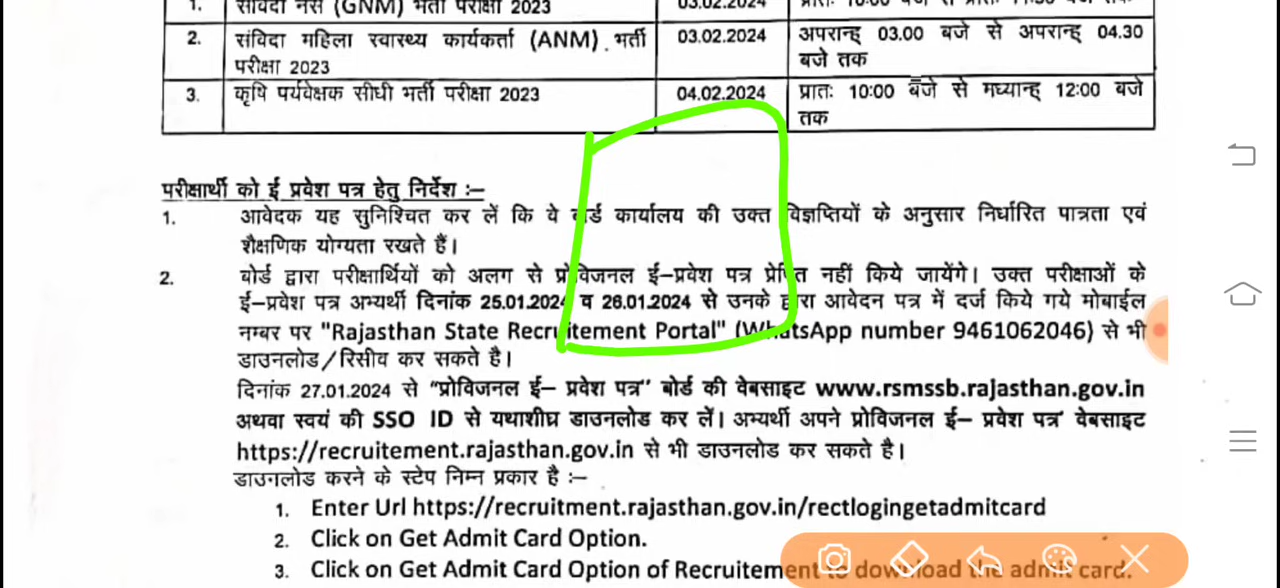 1. संविदा नर्स (GNM) भर्ती परीक्षा 2023 03.02.2024
2. संविदा महिला स्वास्थ्य कार्यकर्ता (ANM) भर्ती परीक्षा 2023 03.02.2024 अपरान्ह् 03.00 बजे से अपरान्ह् 04.30 बजे तक
3. कृषि पर्यवेक्षक सीधी भर्ती परीक्षा 2023 04.02.2024 प्रातः 10:00 बजे से मध्यान्ह् 12:00 बजे तक
परीक्षार्थी को ई प्रवेश पत्र हेतु निर्देश :–
1. आवेदक यह सुनिश्चित कर लें कि वे बोर्ड कार्यालय की उक्त विज्ञप्तियों के अनुसार निर्धारित पात्रता एवं
शैक्षणिक योग्यता रखते हैं।
2. बोर्ड द्वारा परीक्षार्थियों को अलग से प्रोविजनल ई–प्रवेश पत्र प्रेषित नहीं किये जायेंगे। उक्त परीक्षाओं के
ई–प्रवेश पत्र अभ्यर्थी दिनांक 25.01.2024 व 26.01.2024 से उनके द्वारा आवेदन पत्र में दर्ज किये गये मोबाईल
नम्बर पर "Rajasthan State Recruitement Portal" (WhatsApp number 9461062046) से भी
डाउनलोड/रिसीव कर सकते है।
दिनांक 27.01.2024 से "प्रोविजनल ई– प्रवेश पत्र" बोर्ड की वेबसाइट www.rsmssb.rajasthan.gov.in
अथवा स्वयं की SSO ID से यथाशीघ्र डाउनलोड कर लें। अभ्यर्थी अपने प्रोविजनल ई– प्रवेश पत्र' वेबसाइट
https://recruitement.rajasthan.gov.in से भी डाउनलोड कर सकते है।
डाउनलोड करने के स्टेप निम्न प्रकार है :–
1. Enter Url https://recruitment.rajasthan.gov.in/rectlogingetadmitcard
2. Click on Get Admit Card Option.
3. Click on Get Admit Card Option of Recruitement to download the admit card.